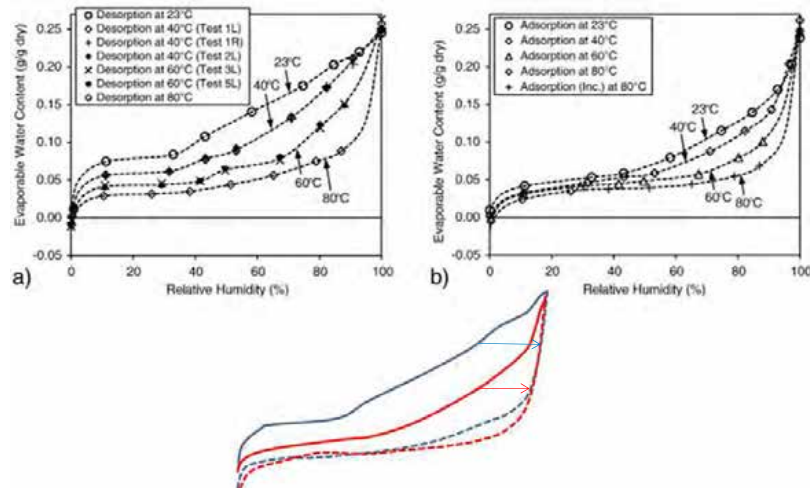 Evaporable Water Content (g/g dry)
0.25
0.20
0.15
0.10
0.05
0.00
-0.05
Desorption at 23°C
Desorption at 40°C (Test 1L)
Desorption at 40°C (Test 1R)
Desorption at 40°C (Test 2L)
Desorption at 60°C (Test 3L)
Desorption at 60°C (Test 5L)
Desorption at 80°C
23°C
40°C
60°C
80°C
0 20 40 60 80 100
a)
Relative Humidity (%)
Evaporable Water Content (g/g dry)
0.25
0.20
0.15
0.10
0.05
0.00
-0.05
Adsorption at 23°C
Adsorption at 40°C
Adsorption at 60°C
Adsorption at 80°C
Adsorption (Inc.) at 80°C
23°C
40°C
60°C
80°C
0 20 40 60 80 100
b)
Relative Humidity (%)